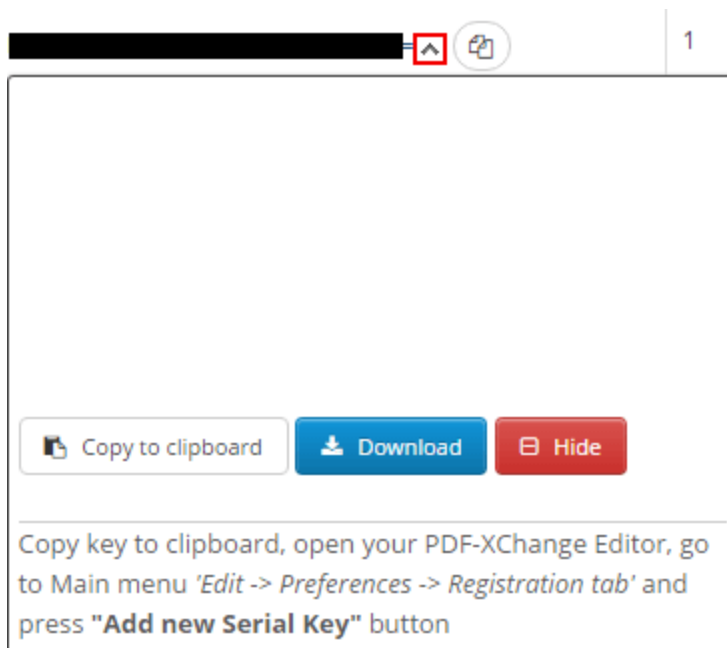 =
1
Copy to clipboard
Download
Hide
Copy key to clipboard, open your PDF-XChange Editor, go
to Main menu 'Edit -> Preferences -> Registration tab' and
press "Add new Serial Key" button